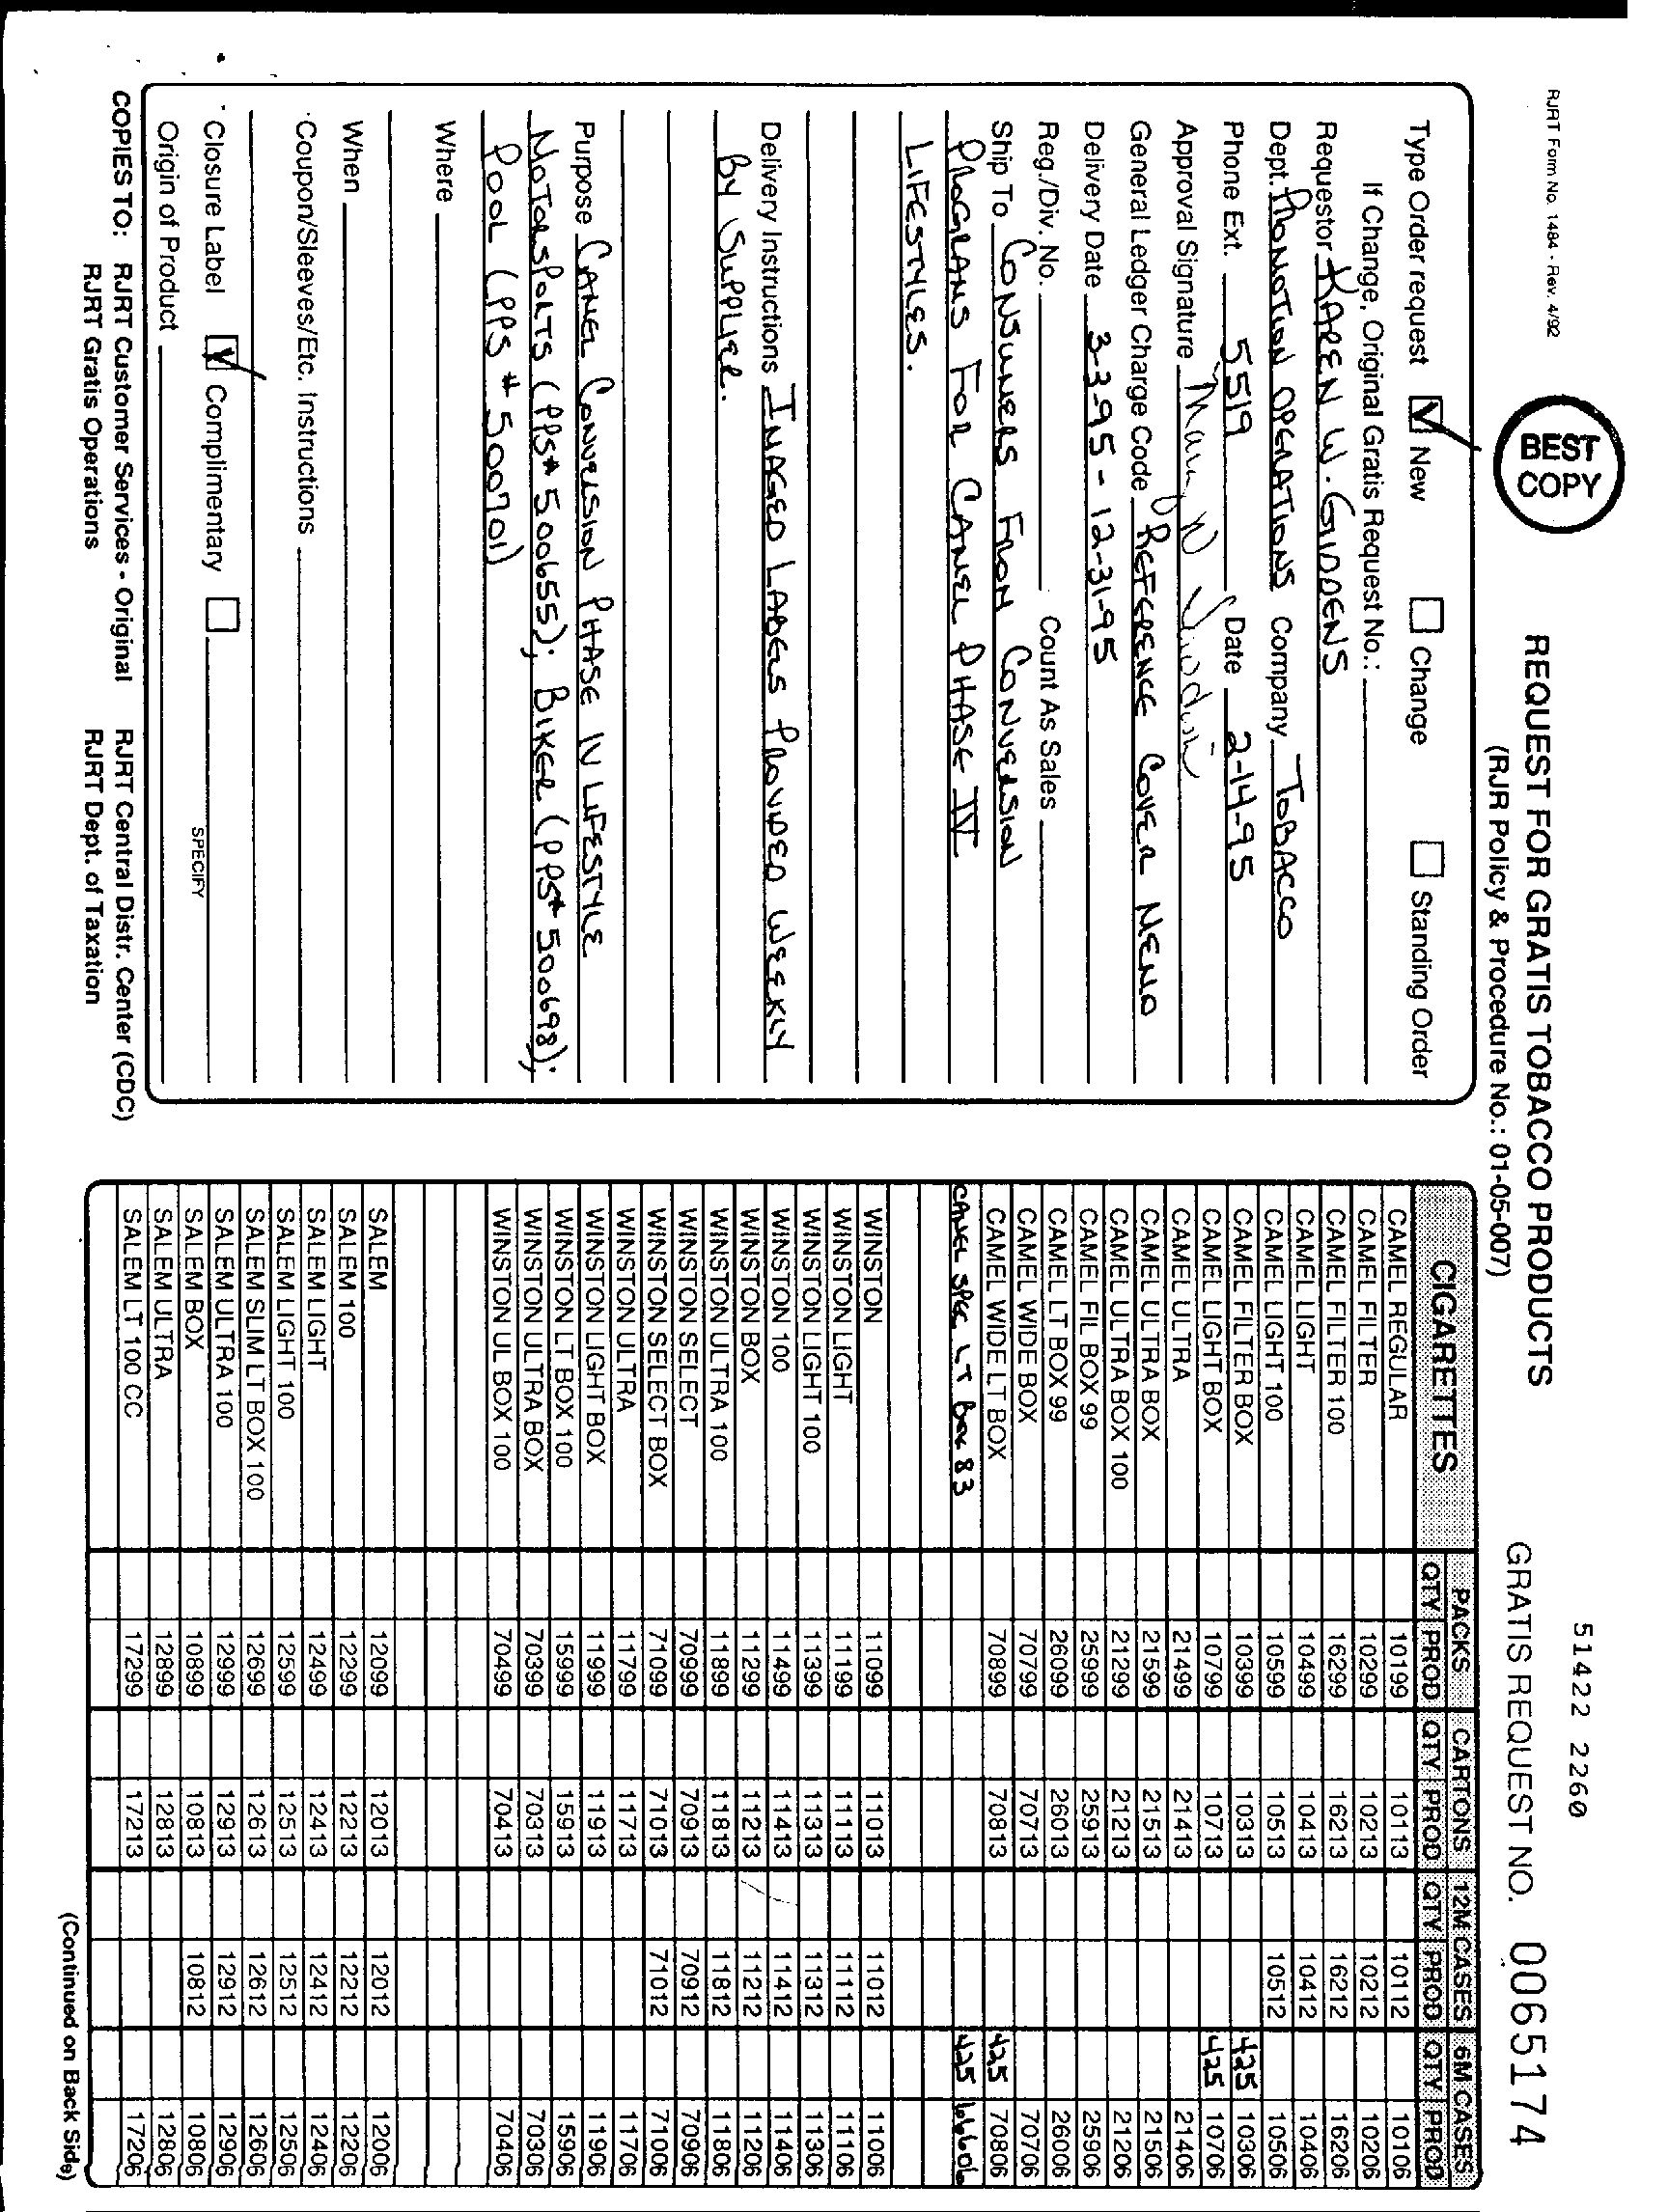 RJRT Form No. 1484 - Rev. 4/92
BEST
COPY
REQUEST FOR GRATIS TOBACCO PRODUCTS
(RJR Policy & Procedure No.: 01-05-007)
51422 2260
GRATIS REQUEST NO. 0065174
Type Order request New Change Standing Order
If Change, Original Gratis Request No.:
Requestor KAREN W. GIDDENS
Dept. PROMOTION OPERATIONS Company TOBACCO
Phone Ext. 5519 Date 2-14-95
Approval Signature
General Ledger Charge Code REFERENCE COVER MEMO
Delivery Date 3-3-95 - 12-31-95
Reg./Div. No. Count As Sales
Ship To CONSUMERS FROM CONVERSION
PROGRAMS FOR CAMEL PHASE IV
LIFESTYLES.
Delivery Instructions IMAGED LABELS PROVIDED WEEKLY
BY SUPPLIER.
Purpose CAMEL CONVERSION PHASE IV LIFESTYLE
MOTORSPORTS (PPS# 500655); BIKER (PPS# 500698);
POOL (PPS # 500701)
Where
When
*Coupon/Sleeves/Etc. Instructions
*Closure Label Complimentary
SPECIFY
Origin of Product
COPIES TO: RJRT Customer Services - Original RJRT Central Distr. Center (CDC)
RJRT Gratis Operations RJRT Dept. of Taxation
CIGARETTES PACKS CARTONS 12M CASES 6M CASES
QTY PROD QTY PROD QTY PROD QTY PROD
CAMEL REGULAR 10199 10113 10112 10106
CAMEL FILTER 10299 10213 10212 10206
CAMEL FILTER 100 16299 16213 16212 16206
CAMEL LIGHT 10499 10413 10412 10406
CAMEL LIGHT 100 10599 10513 10512 10506
CAMEL FILTER BOX 10399 10313 425 10306
CAMEL LIGHT BOX 10799 10713 425 10706
CAMEL ULTRA 21499 21413 21406
CAMEL ULTRA BOX 21599 21513 21506
CAMEL ULTRA BOX 100 21299 21213 21206
CAMEL FIL BOX 99 25999 25913 25906
CAMEL LT BOX 99 26099 26013 26006
CAMEL WIDE BOX 70799 70713 70706
CAMEL WIDE LT BOX 70899 70813 425 70806
CAMEL SPEC LT Box 83 425 66606
WINSTON 11099 11013 11012 11006
WINSTON LIGHT 11199 11113 11112 11106
WINSTON LIGHT 100 11399 11313 11312 11306
WINSTON 100 11499 11413 11412 11406
WINSTON BOX 11299 11213 11212 11206
WINSTON ULTRA 100 11899 11813 11812 11806
WINSTON SELECT 70999 70913 70912 70906
WINSTON SELECT BOX 71099 71013 71012 71006
WINSTON ULTRA 11799 11713 11706
WINSTON LIGHT BOX 11999 11913 11906
WINSTON LT BOX 100 15999 15913 15906
WINSTON ULTRA BOX 70399 70313 70306
WINSTON UL BOX 100 70499 70413 70406
SALEM 12099 12013 12012 12006
SALEM 100 12299 12213 12212 12206
SALEM LIGHT 12499 12413 12412 12406
SALEM LIGHT 100 12599 12513 12512 12506
SALEM SLIM LT BOX 100 12699 12613 12612 12606
SALEM ULTRA 100 12999 12913 12912 12906
SALEM BOX 10899 10813 10812 10806
SALEM ULTRA 12899 12813 12806
SALEM LT 100 CC 17299 17213 17206
(Continued on Back Side)